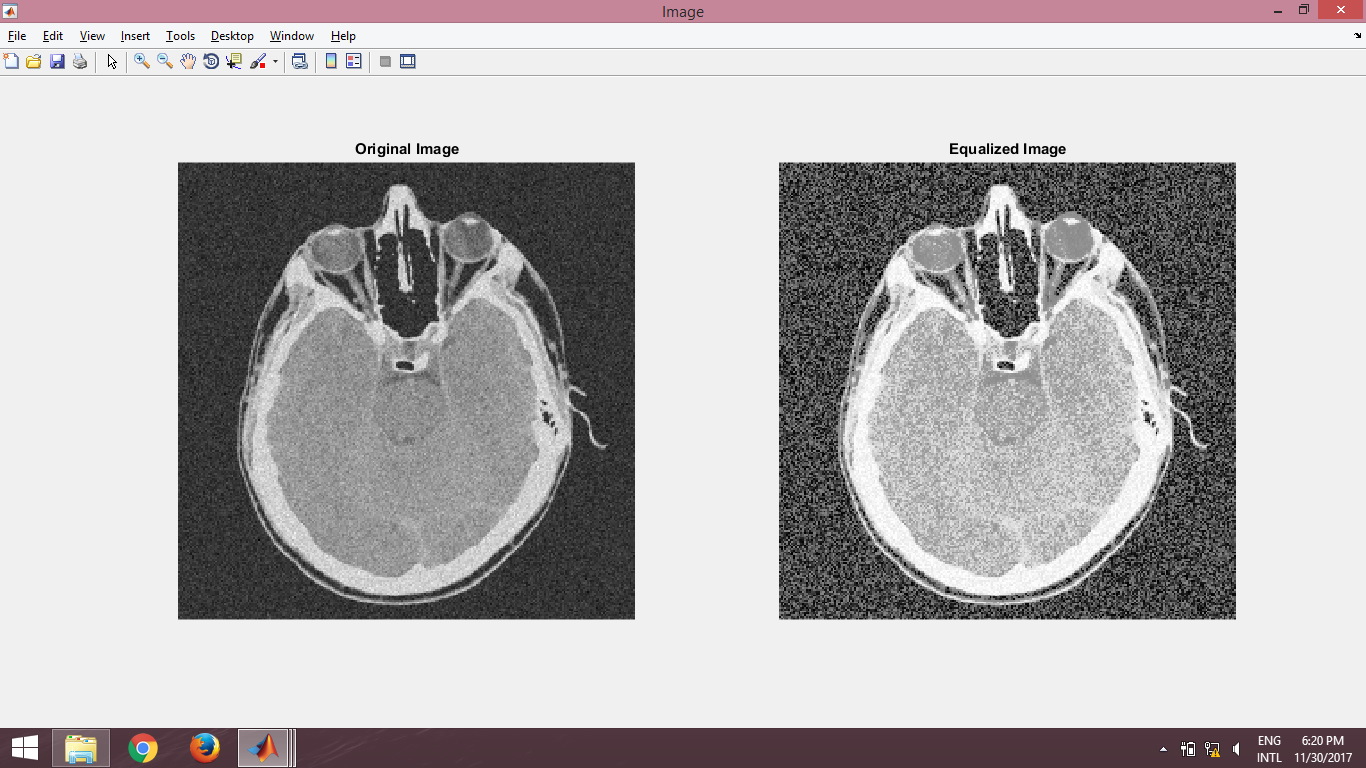 Image
File Edit View Insert Tools Desktop Window Help
Original Image
Equalized Image
ENG 6:20 PM
INTL 11/30/2017